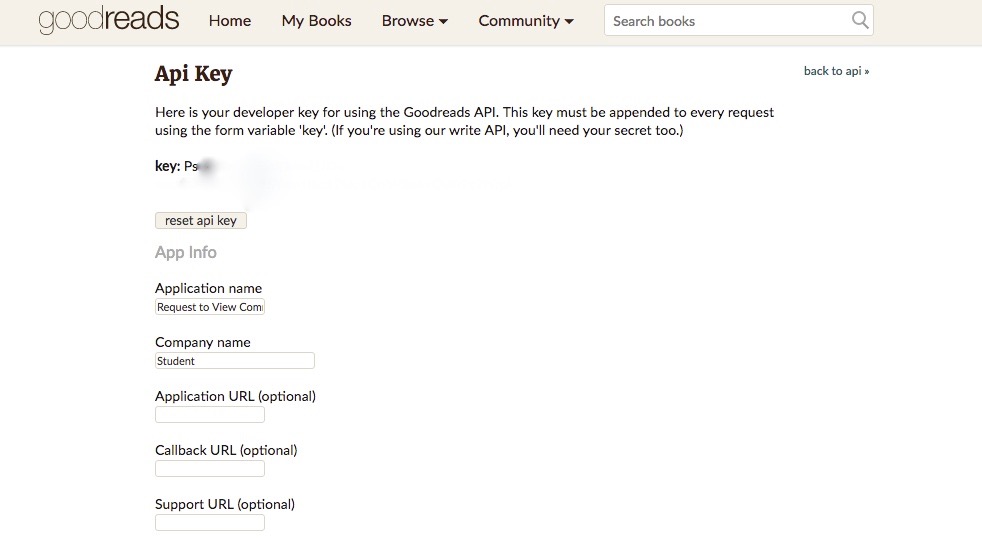 goodreads Home My Books Browse Community Search books
Api Key
back to api »
Here is your developer key for using the Goodreads API. This key must be appended to every request
using the form variable 'key'. (If you're using our write API, you'll need your secret too.)
key: Ps
reset api key
App Info
Application name
Request to View Com
Company name
Student
Application URL (optional)
Callback URL (optional)
Support URL (optional)